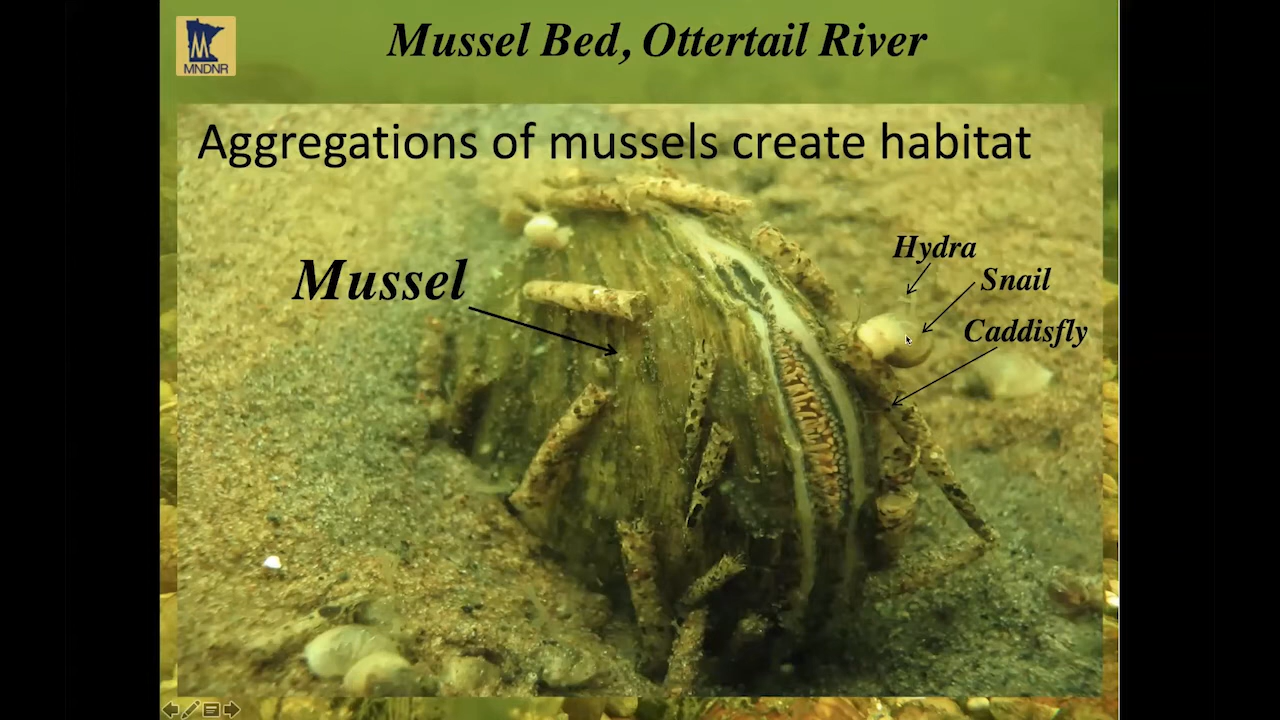 MNDNR
Mussel Bed, Ottertail River
Aggregations of mussels create habitat
Mussel
Hydra
Snail
Caddisfly